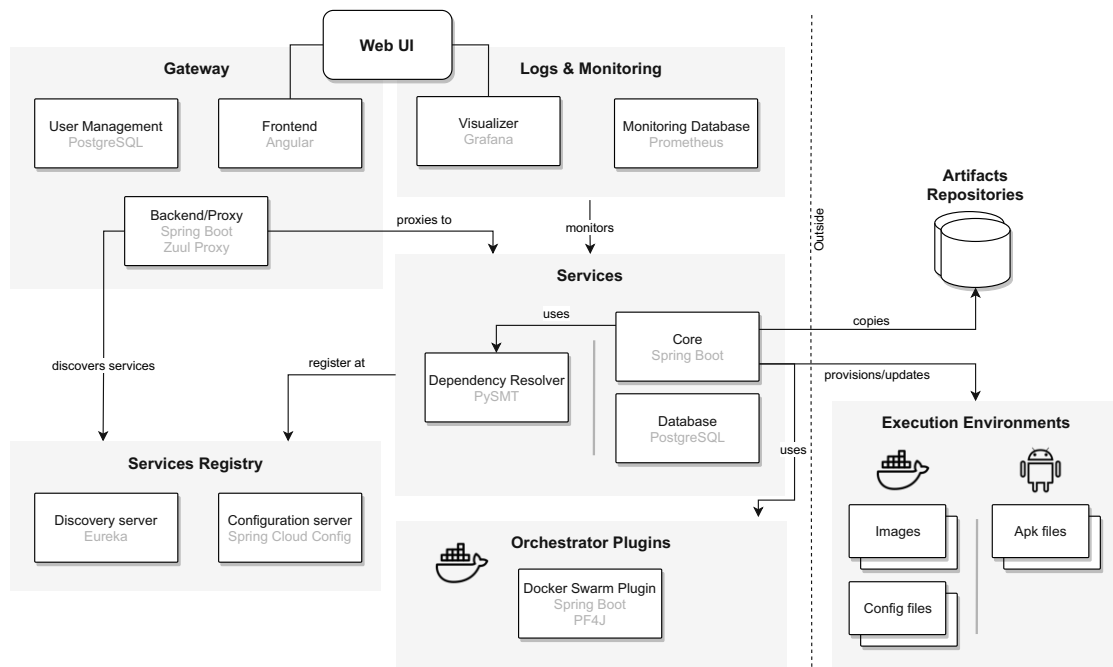 Web UI
Gateway
User Management
PostgreSQL
Frontend
Angular
Backend/Proxy
Spring Boot
Zuul Proxy
Logs & Monitoring
Visualizer
Grafana
Monitoring Database
Prometheus
proxies to
monitors
discovers services
register at
Services
uses
Core
Spring Boot
Dependency Resolver
PySMT
Database
PostgreSQL
uses
Services Registry
Discovery server
Eureka
Configuration server
Spring Cloud Config
Orchestrator Plugins
Docker Swarm Plugin
Spring Boot
PF4J
Outside
Artifacts
Repositories
copies
provisions/updates
Execution Environments
Images
Config files
Apk files